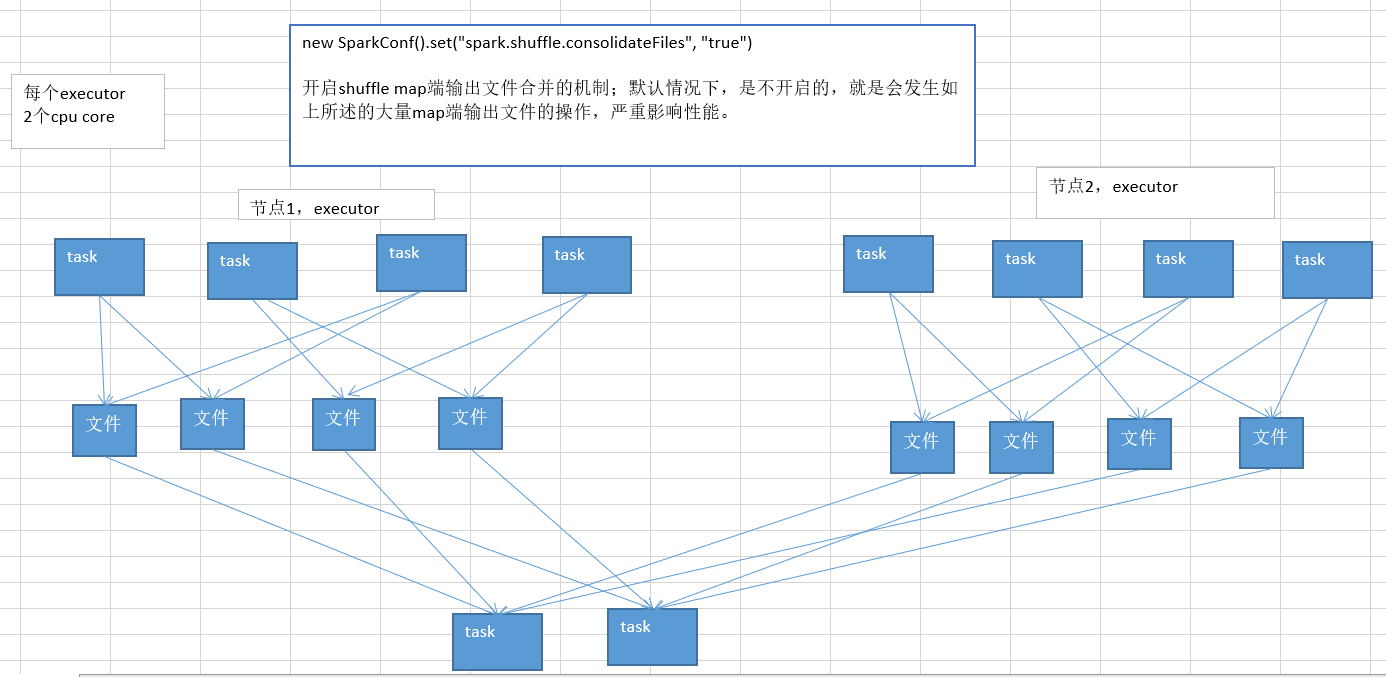 new SparkConf().set("spark.shuffle.consolidateFiles", "true")
开启shuffle map端输出文件合并的机制；默认情况下，是不开启的，就是会发生如
上所述的大量map端输出文件的操作，严重影响性能。
每个executor
2个cpu core
节点1，executor
节点2，executor
task
task
task
task
task
task
task
task
文件
文件
文件
文件
文件
文件
文件
文件
task
task